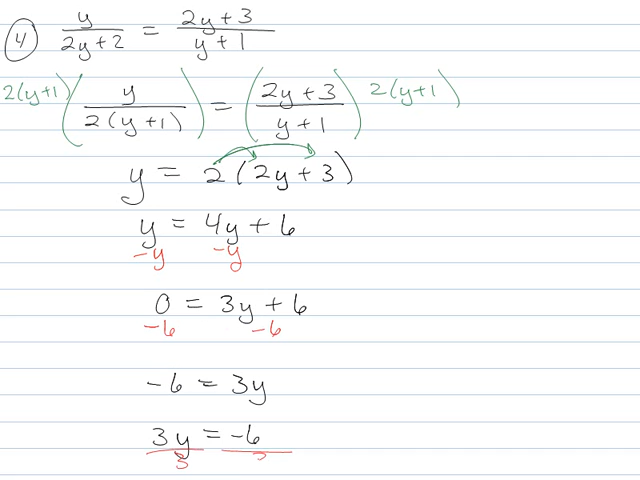 4) y/(2y+2) = (2y+3)/(y+1)
2(y+1) ( y/(2(y+1)) ) = ( (2y+3)/(y+1) ) 2(y+1)
y = 2(2y+3)
y = 4y+6
-y -y
0 = 3y+6
-6 -6
-6 = 3y
3y = -6
3